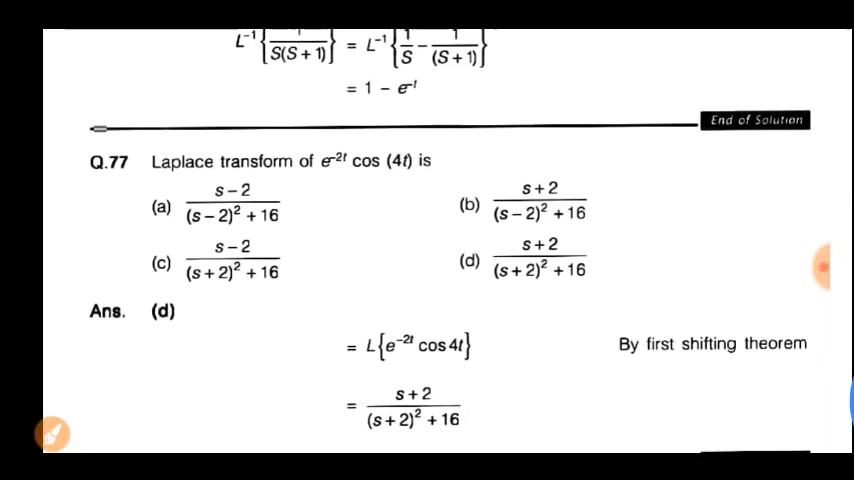 L⁻¹{1/S(S + 1)} = L⁻¹{1/S − 1/(S + 1)}
= 1 − e⁻ᵗ
End of Solution
Q.77 Laplace transform of e⁻²ᵗ cos (4t) is
(a) s − 2/(s − 2)² + 16 (b) s + 2/(s − 2)² + 16
(c) s − 2/(s + 2)² + 16 (d) s + 2/(s + 2)² + 16
Ans. (d)
= L{e⁻²ᵗ cos 4t} By first shifting theorem
= s + 2/(s + 2)² + 16